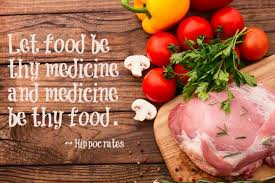 Let food be
thy medicine
and medicine
be thy food.
~ Hippocrates